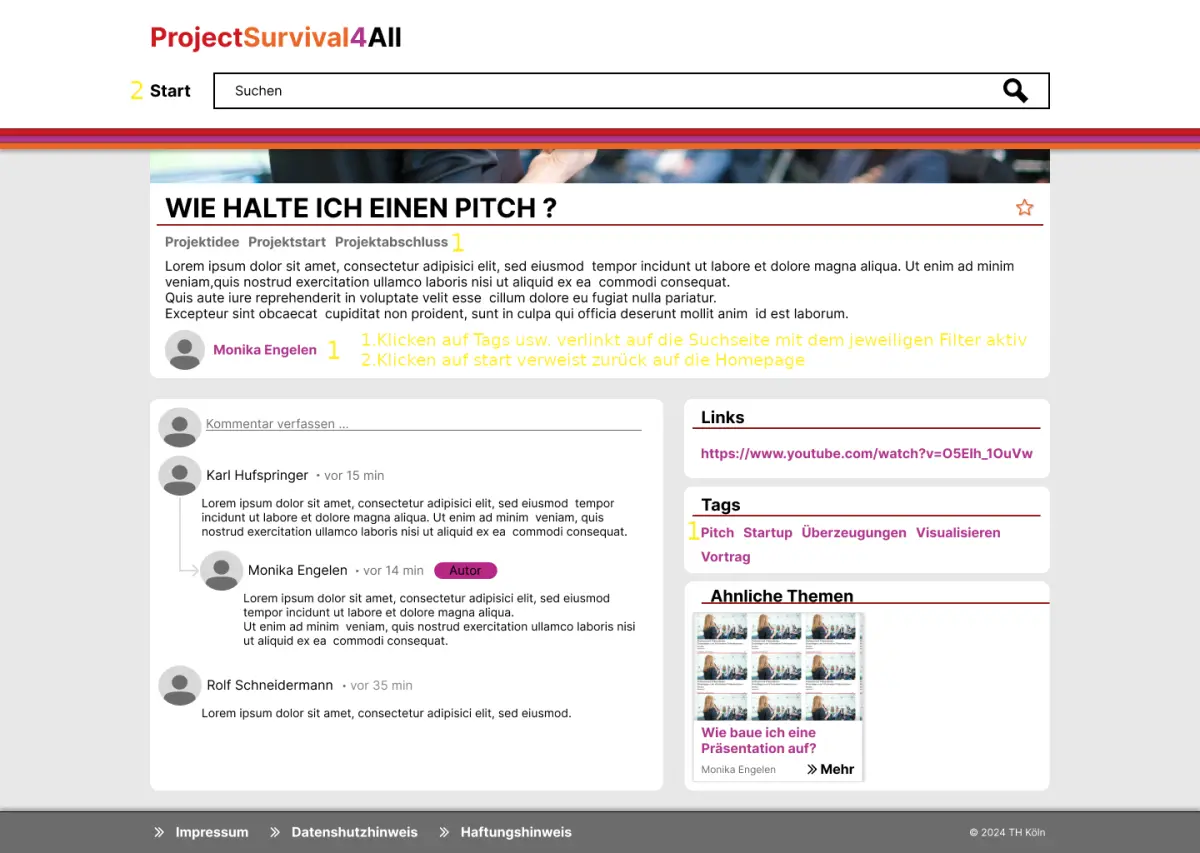 ProjectSurvival4All
2 Start
Suchen
WIE HALTE ICH EINEN PITCH ?
Projektidee Projektstart Projektabschluss 1
Lorem ipsum dolor sit amet, consectetur adipisici elit, sed eiusmod tempor incidunt ut labore et dolore magna aliqua. Ut enim ad minim
veniam,quis nostrud exercitation ullamco laboris nisi ut aliquid ex ea commodi consequat.
Quis aute iure reprehenderit in voluptate velit esse cillum dolore eu fugiat nulla pariatur.
Excepteur sint obcaecat cupiditat non proident, sunt in culpa qui officia deserunt mollit anim id est laborum.
Monika Engelen 1
1.Klicken auf Tags usw. verlinkt auf die Suchseite mit dem jeweiligen Filter aktiv
2.Klicken auf start verweist zurück auf die Homepage
Kommentar verfassen ...
Karl Hufspringer • vor 15 min
Lorem ipsum dolor sit amet, consectetur adipisici elit, sed eiusmod tempor
incidunt ut labore et dolore magna aliqua. Ut enim ad minim veniam, quis
nostrud exercitation ullamco laboris nisi ut aliquid ex ea commodi consequat.
Monika Engelen • vor 14 min Autor
Lorem ipsum dolor sit amet, consectetur adipisici elit, sed eiusmod
tempor incidunt ut labore et dolore magna aliqua.
Ut enim ad minim veniam, quis nostrud exercitation ullamco laboris nisi
ut aliquid ex ea commodi consequat.
Rolf Schneidermann • vor 35 min
Lorem ipsum dolor sit amet, consectetur adipisici elit, sed eiusmod.
Links
https://www.youtube.com/watch?v=O5EIh_1OuVw
Tags
1 Pitch Startup Überzeugungen Visualisieren
Vortrag
Ahnliche Themen
Wie baue ich eine
Präsentation auf?
Monika Engelen
Mehr
Impressum Datenshutzhinweis Haftungshinweis
© 2024 TH Köln